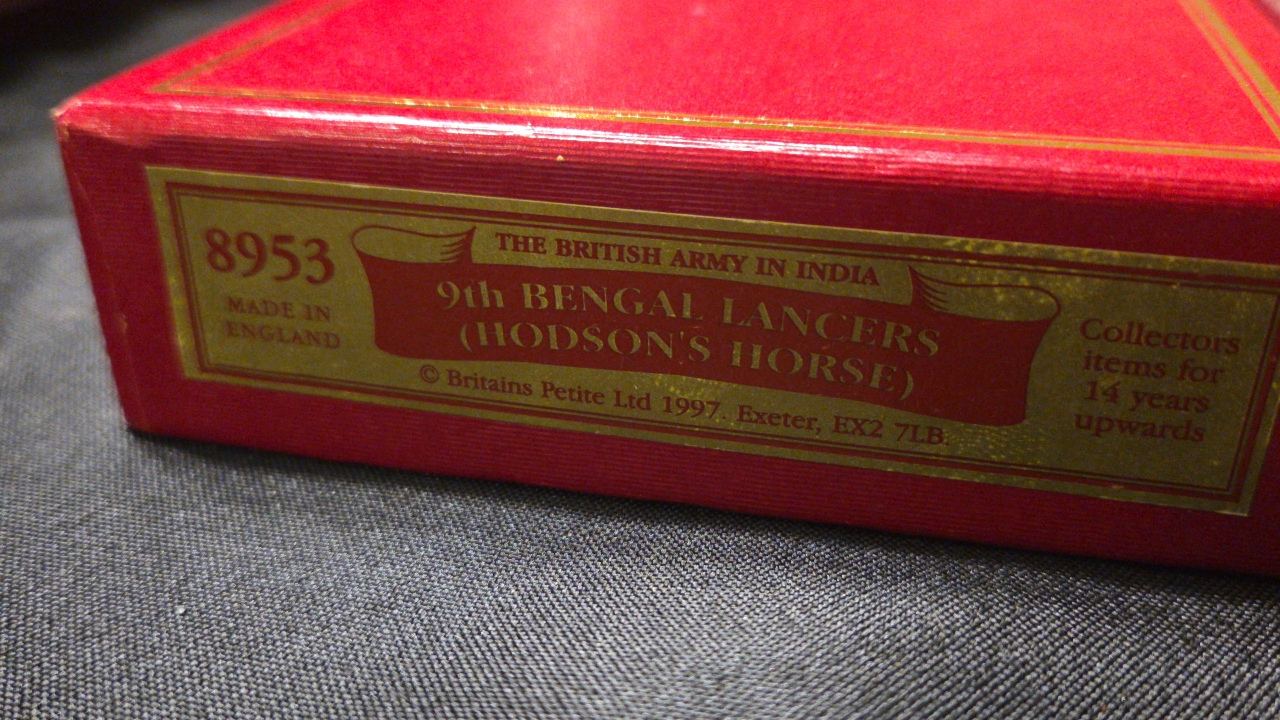 8953
MADE IN
ENGLAND
THE BRITISH ARMY IN INDIA
9th BENGAL LANCERS
(HODSON'S HORSE)
© Britains Petite Ltd 1997. Exeter, EX2 7LB.
Collectors
items for
14 years
upwards